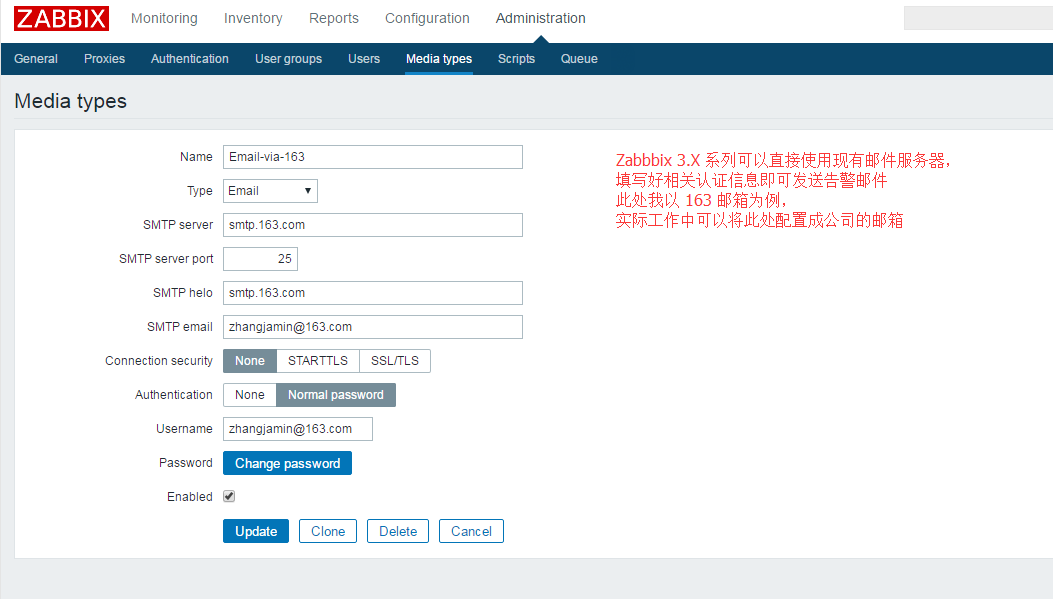 ZABBIX Monitoring Inventory Reports Configuration Administration
General Proxies Authentication User groups Users Media types Scripts Queue
Media types
Name Email-via-163
Type Email ▼
SMTP server smtp.163.com
SMTP server port 25
SMTP helo smtp.163.com
SMTP email zhangjamin@163.com
Connection security None STARTTLS SSL/TLS
Authentication None Normal password
Username zhangjamin@163.com
Password Change password
Enabled
Update Clone Delete Cancel
Zabbbix 3.X 系列可以直接使用现有邮件服务器，
填写好相关认证信息即可发送告警邮件
此处我以 163 邮箱为例，
实际工作中可以将此处配置成公司的邮箱